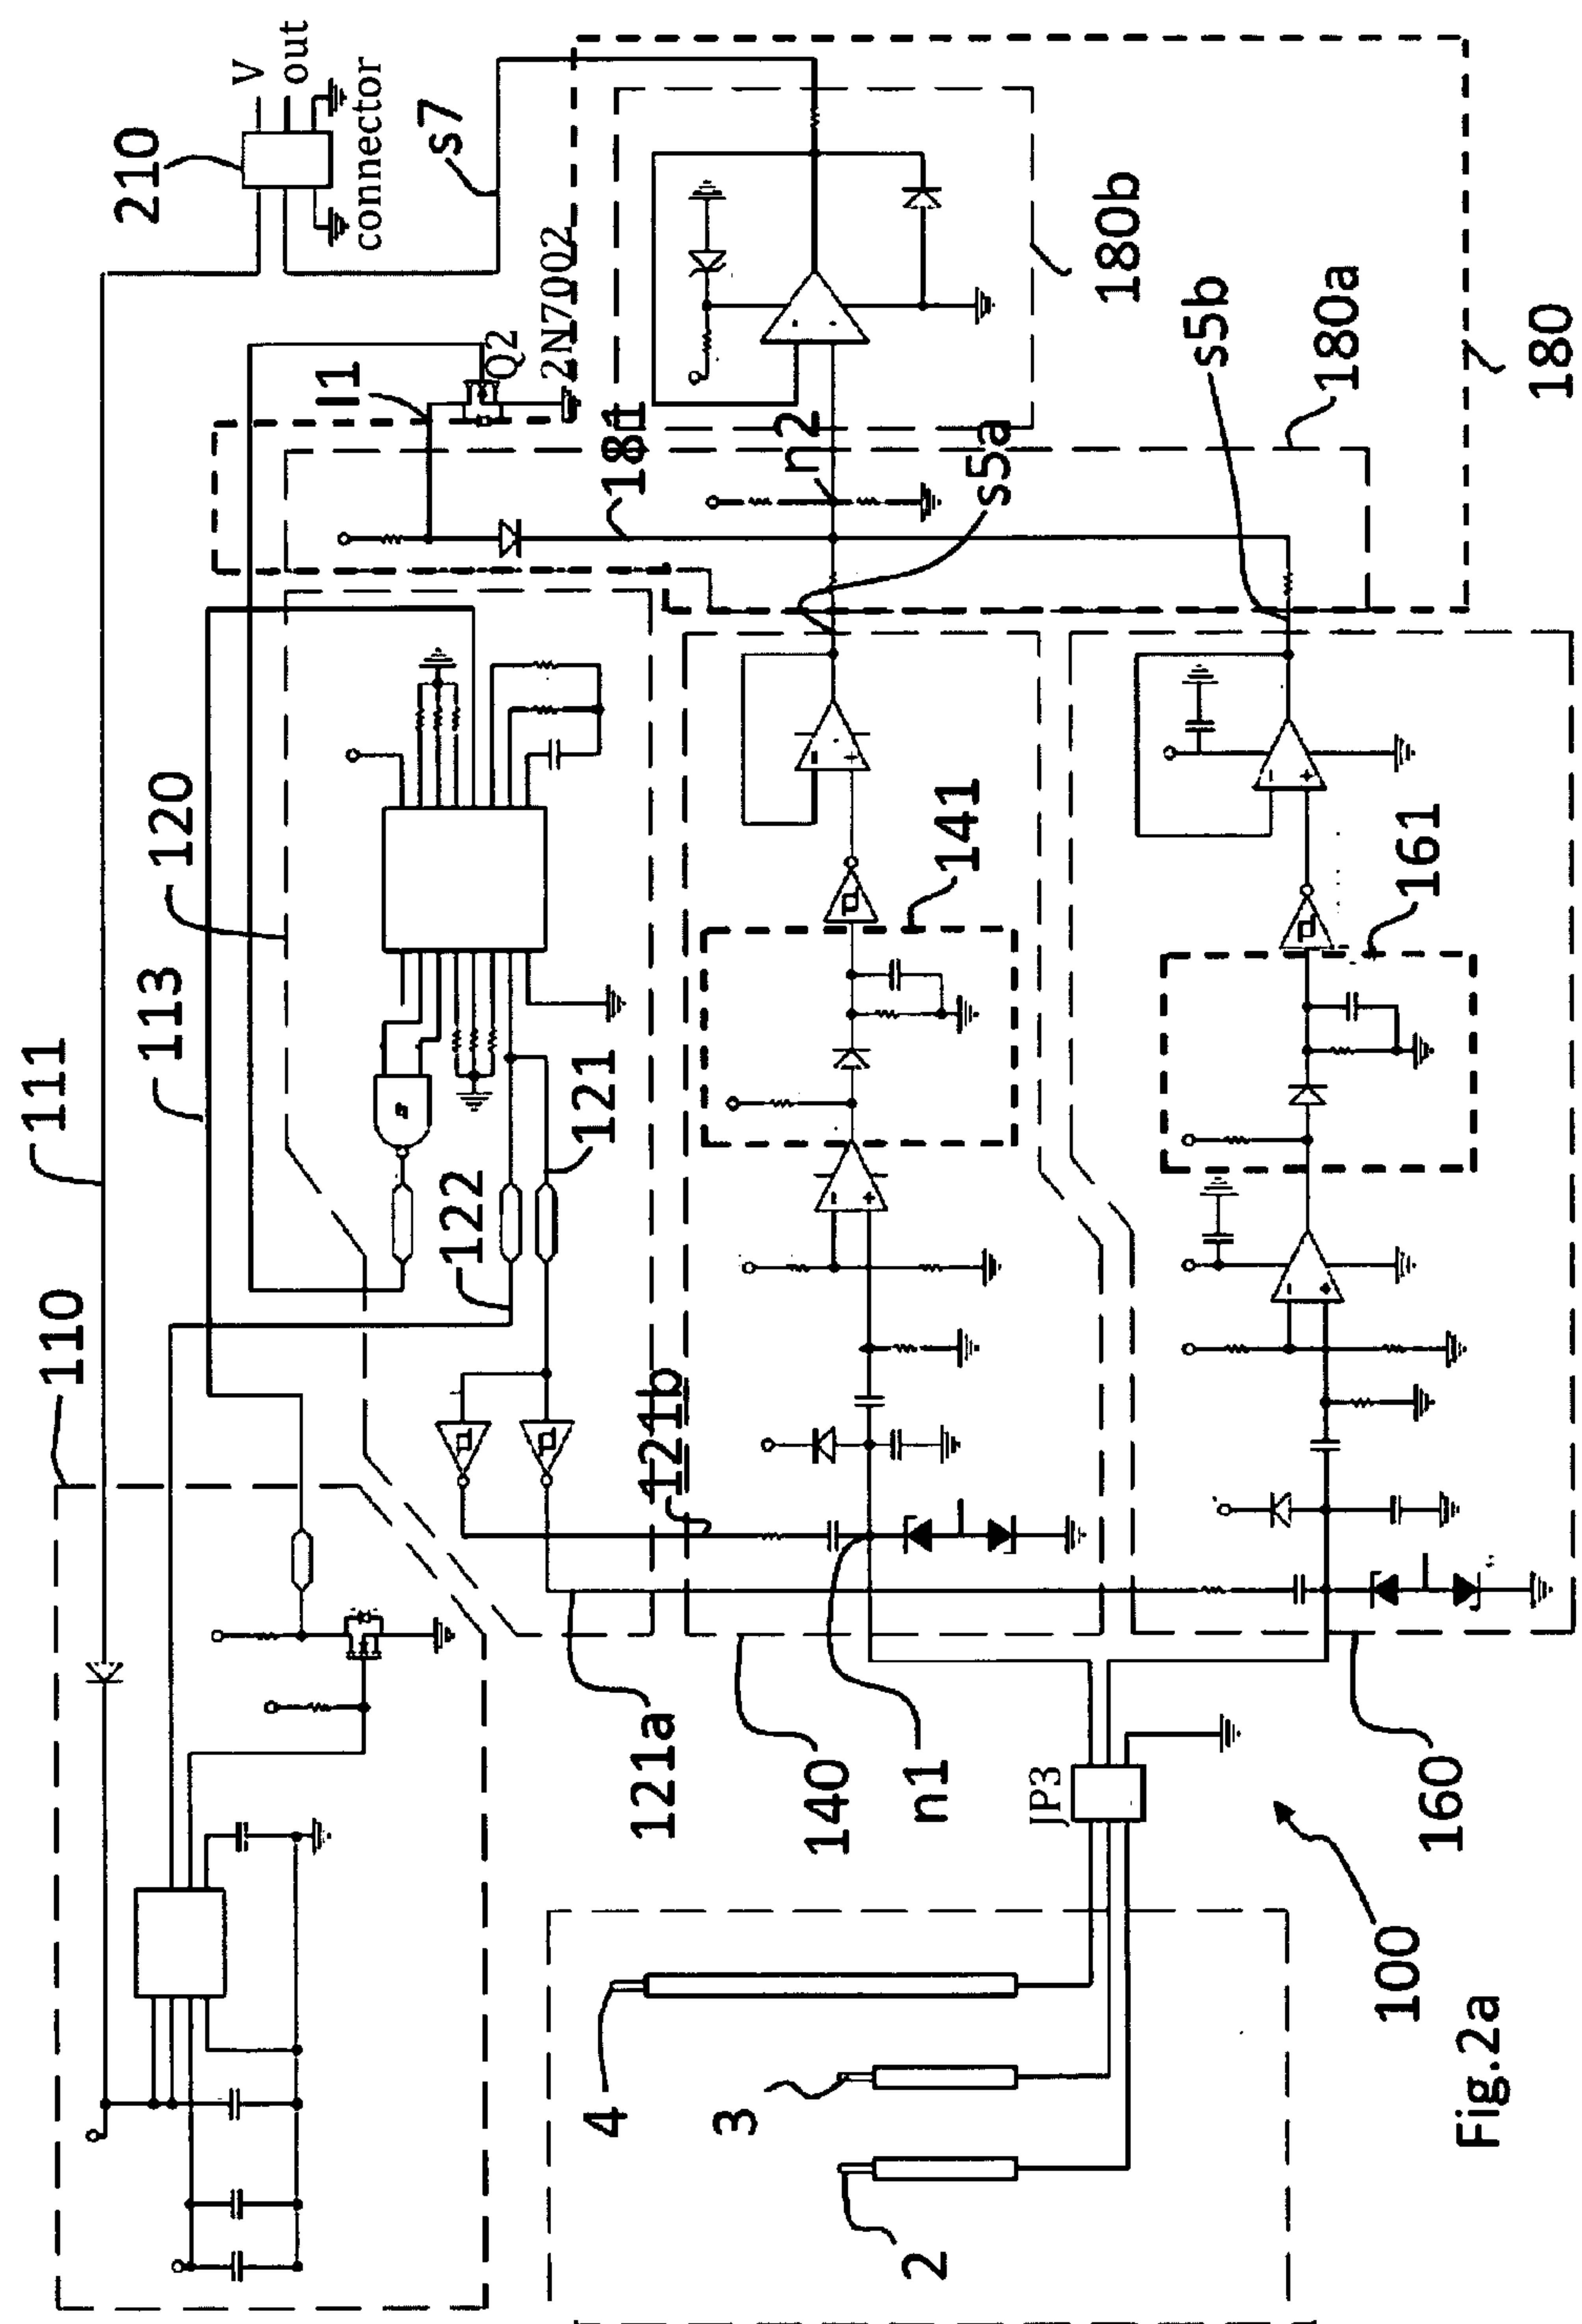 110
111
113
120
210
V
out
connector
s7
I1
Q2
2N7002
181
n2
s5a
180b
s5b
180a
180
122
121
121b
141
161
121a
140
n1
JP3
160
4
3
2
100
Fig.2a